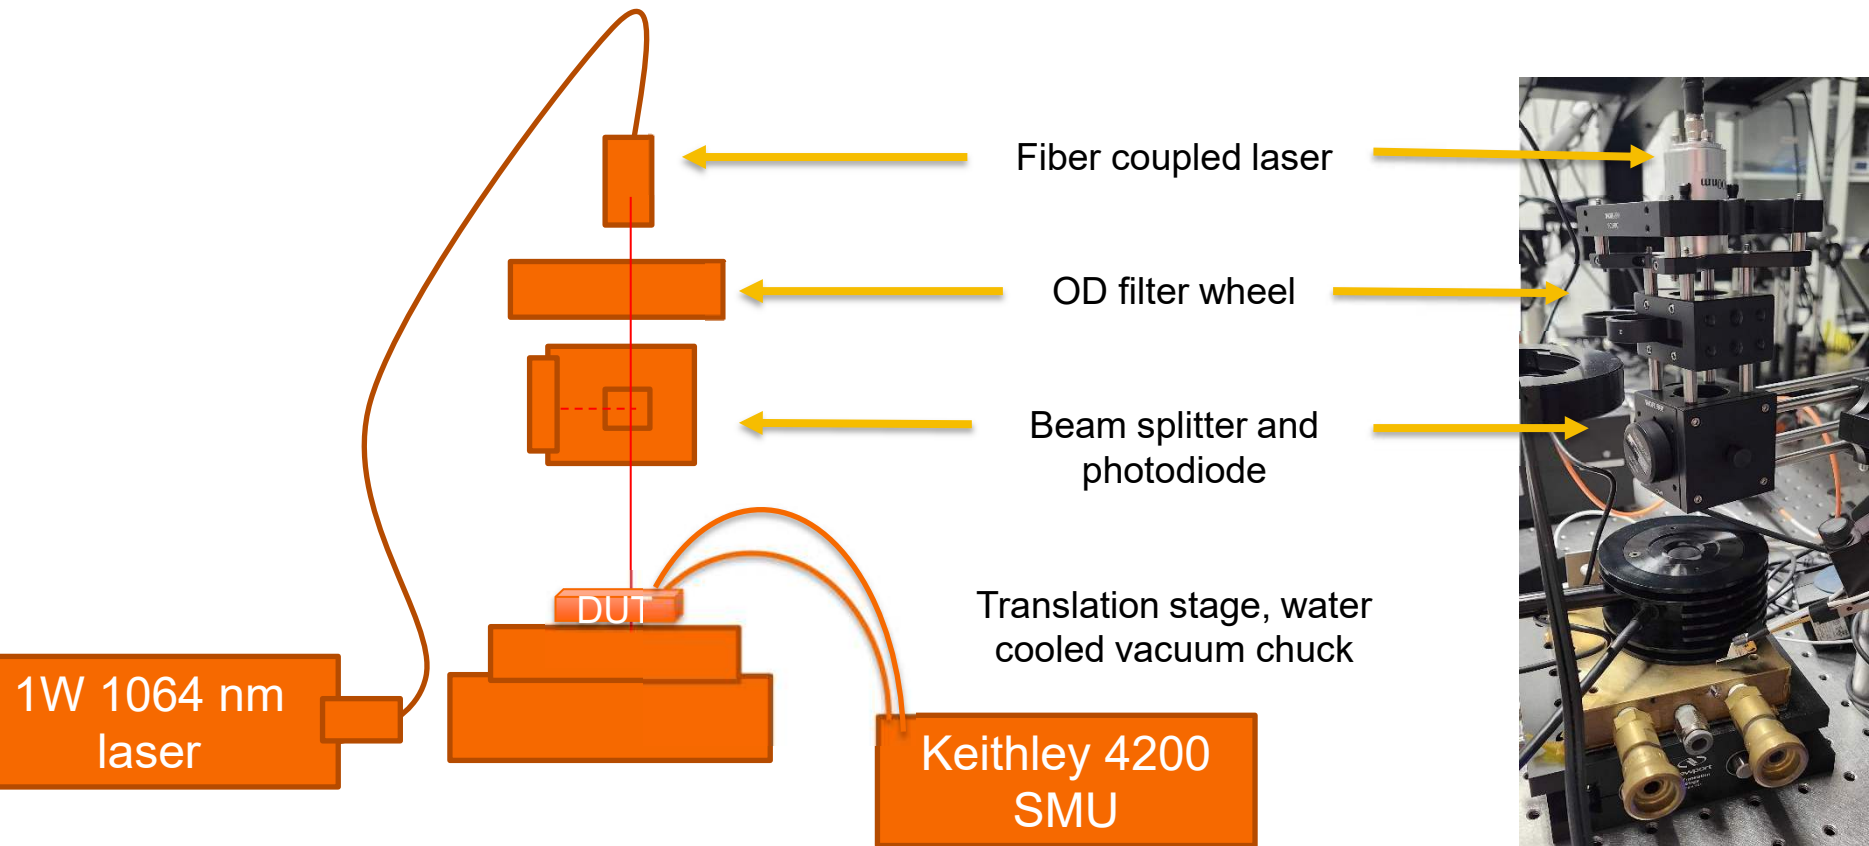 Fiber coupled laser
OD filter wheel
Beam splitter and
photodiode
DUT
Translation stage, water
cooled vacuum chuck
1W 1064 nm
laser
Keithley 4200
SMU